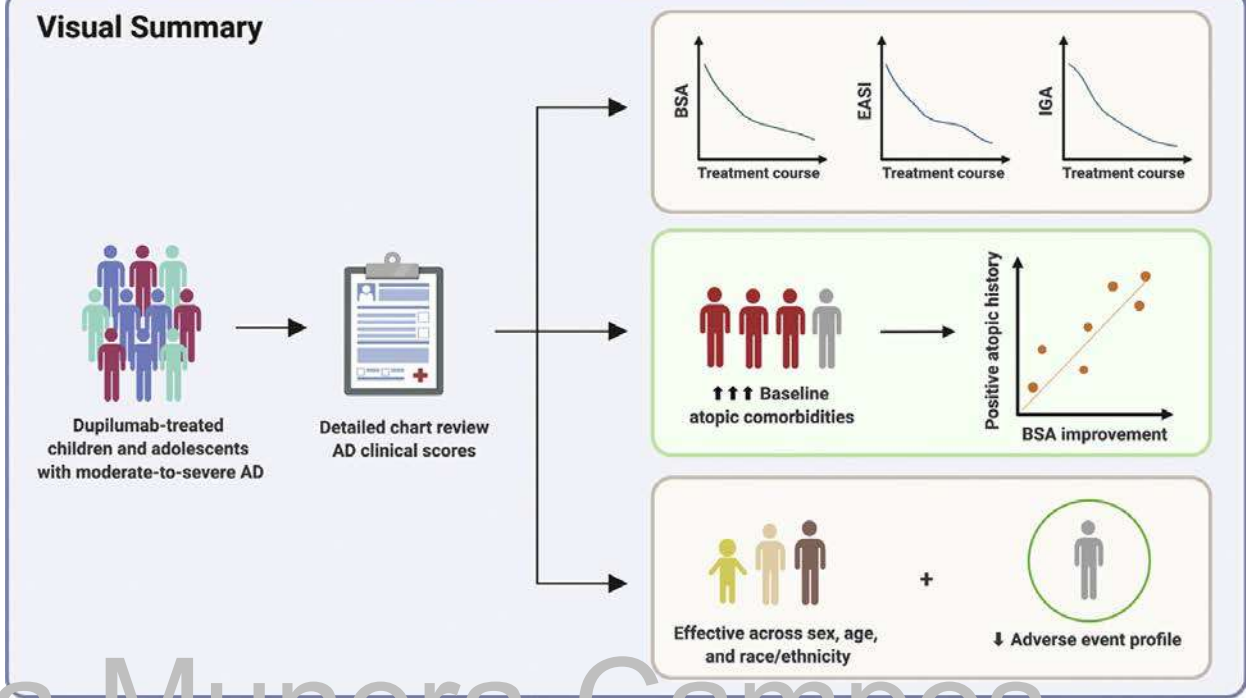 Visual Summary
BSA
Treatment course
EASI
Treatment course
IGA
Treatment course
Dupilumab-treated
children and adolescents
with moderate-to-severe AD
Detailed chart review
AD clinical scores
⬆⬆⬆ Baseline
atopic comorbidities
Positive atopic history
BSA improvement
Effective across sex, age,
and race/ethnicity
+
⬇ Adverse event profile